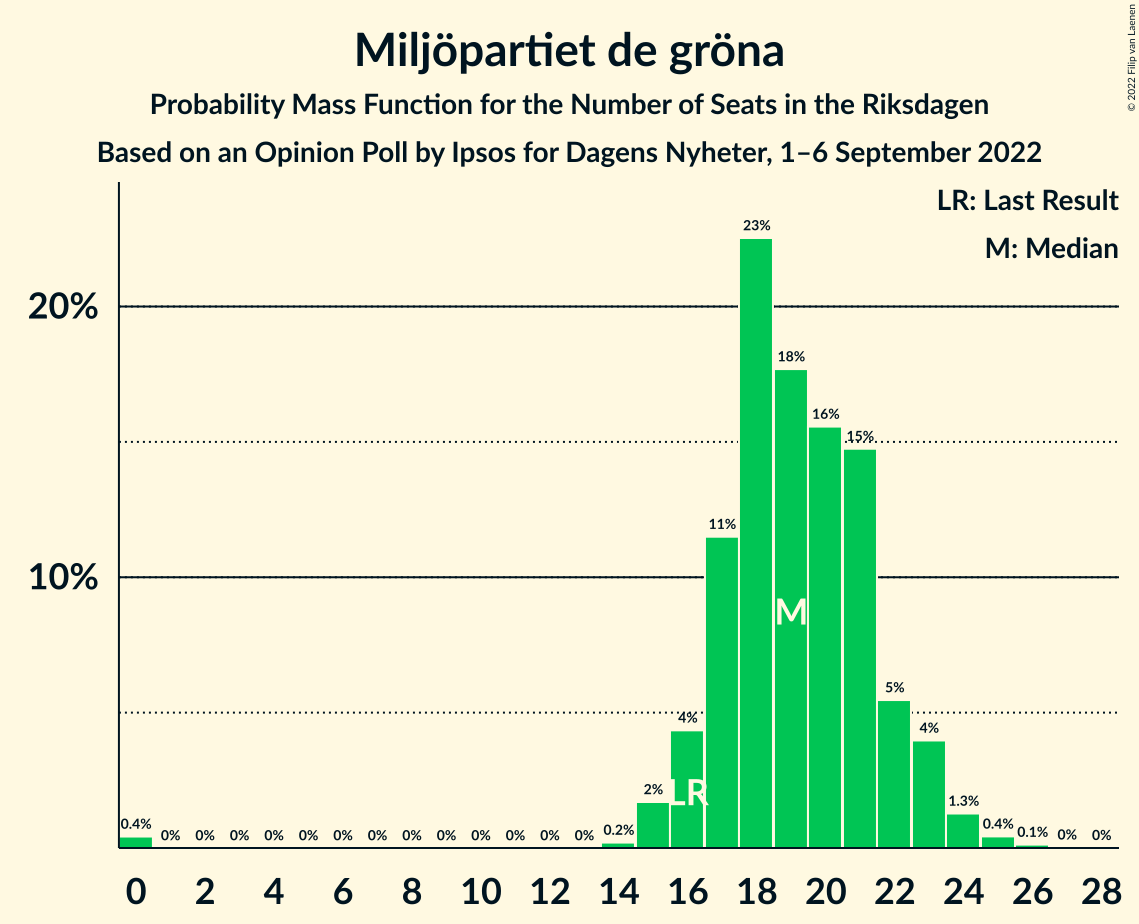 © 2022 Filip van Laenen
Miljöpartiet de gröna
Probability Mass Function for the Number of Seats in the Riksdagen
Based on an Opinion Poll by Ipsos for Dagens Nyheter, 1–6 September 2022
LR: Last Result
M: Median
20%
10%
0.4% 0% 0% 0% 0% 0% 0% 0% 0% 0% 0% 0% 0% 0% 0.2% 2% 4% 11% 23% 18% 16% 15% 5% 4% 1.3% 0.4% 0.1% 0% 0%
M
LR
0 2 4 6 8 10 12 14 16 18 20 22 24 26 28